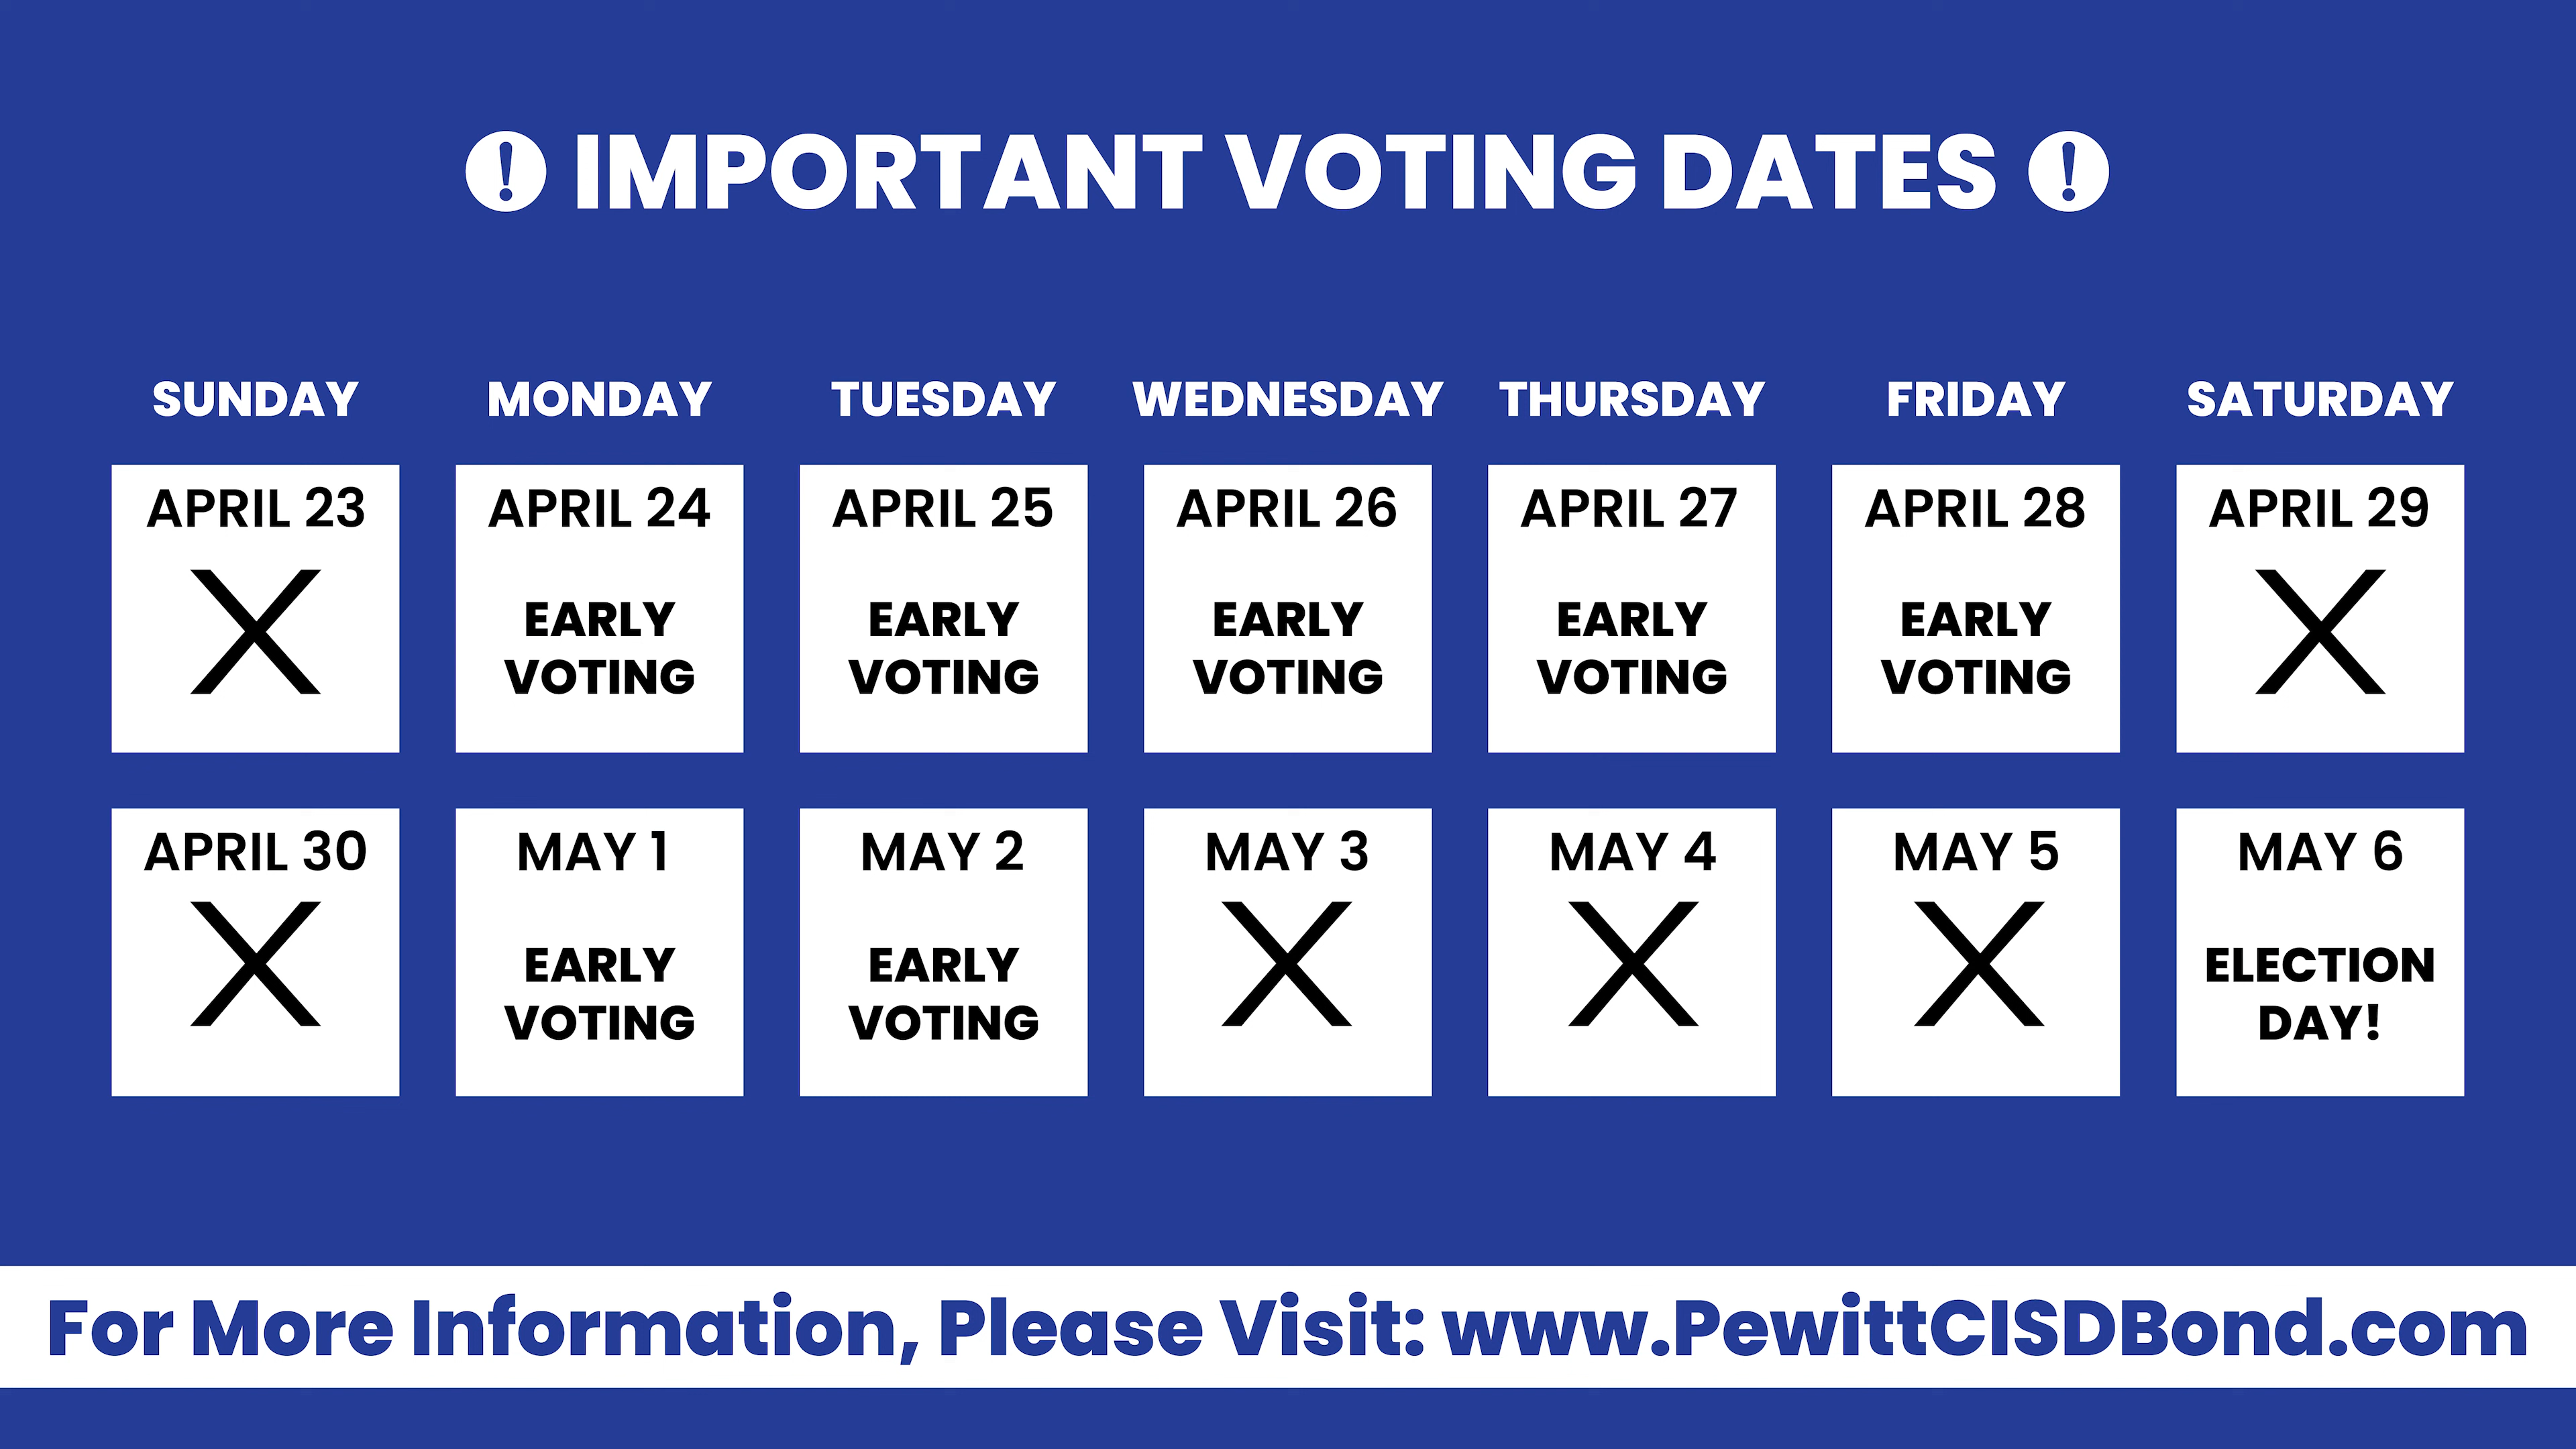 ! IMPORTANT VOTING DATES !
SUNDAY MONDAY TUESDAY WEDNESDAY THURSDAY FRIDAY SATURDAY
APRIL 23
X
APRIL 24
EARLY
VOTING
APRIL 25
EARLY
VOTING
APRIL 26
EARLY
VOTING
APRIL 27
EARLY
VOTING
APRIL 28
EARLY
VOTING
APRIL 29
X
APRIL 30
X
MAY 1
EARLY
VOTING
MAY 2
EARLY
VOTING
MAY 3
X
MAY 4
X
MAY 5
X
MAY 6
ELECTION
DAY!
For More Information, Please Visit: www.PewittCISDBond.com